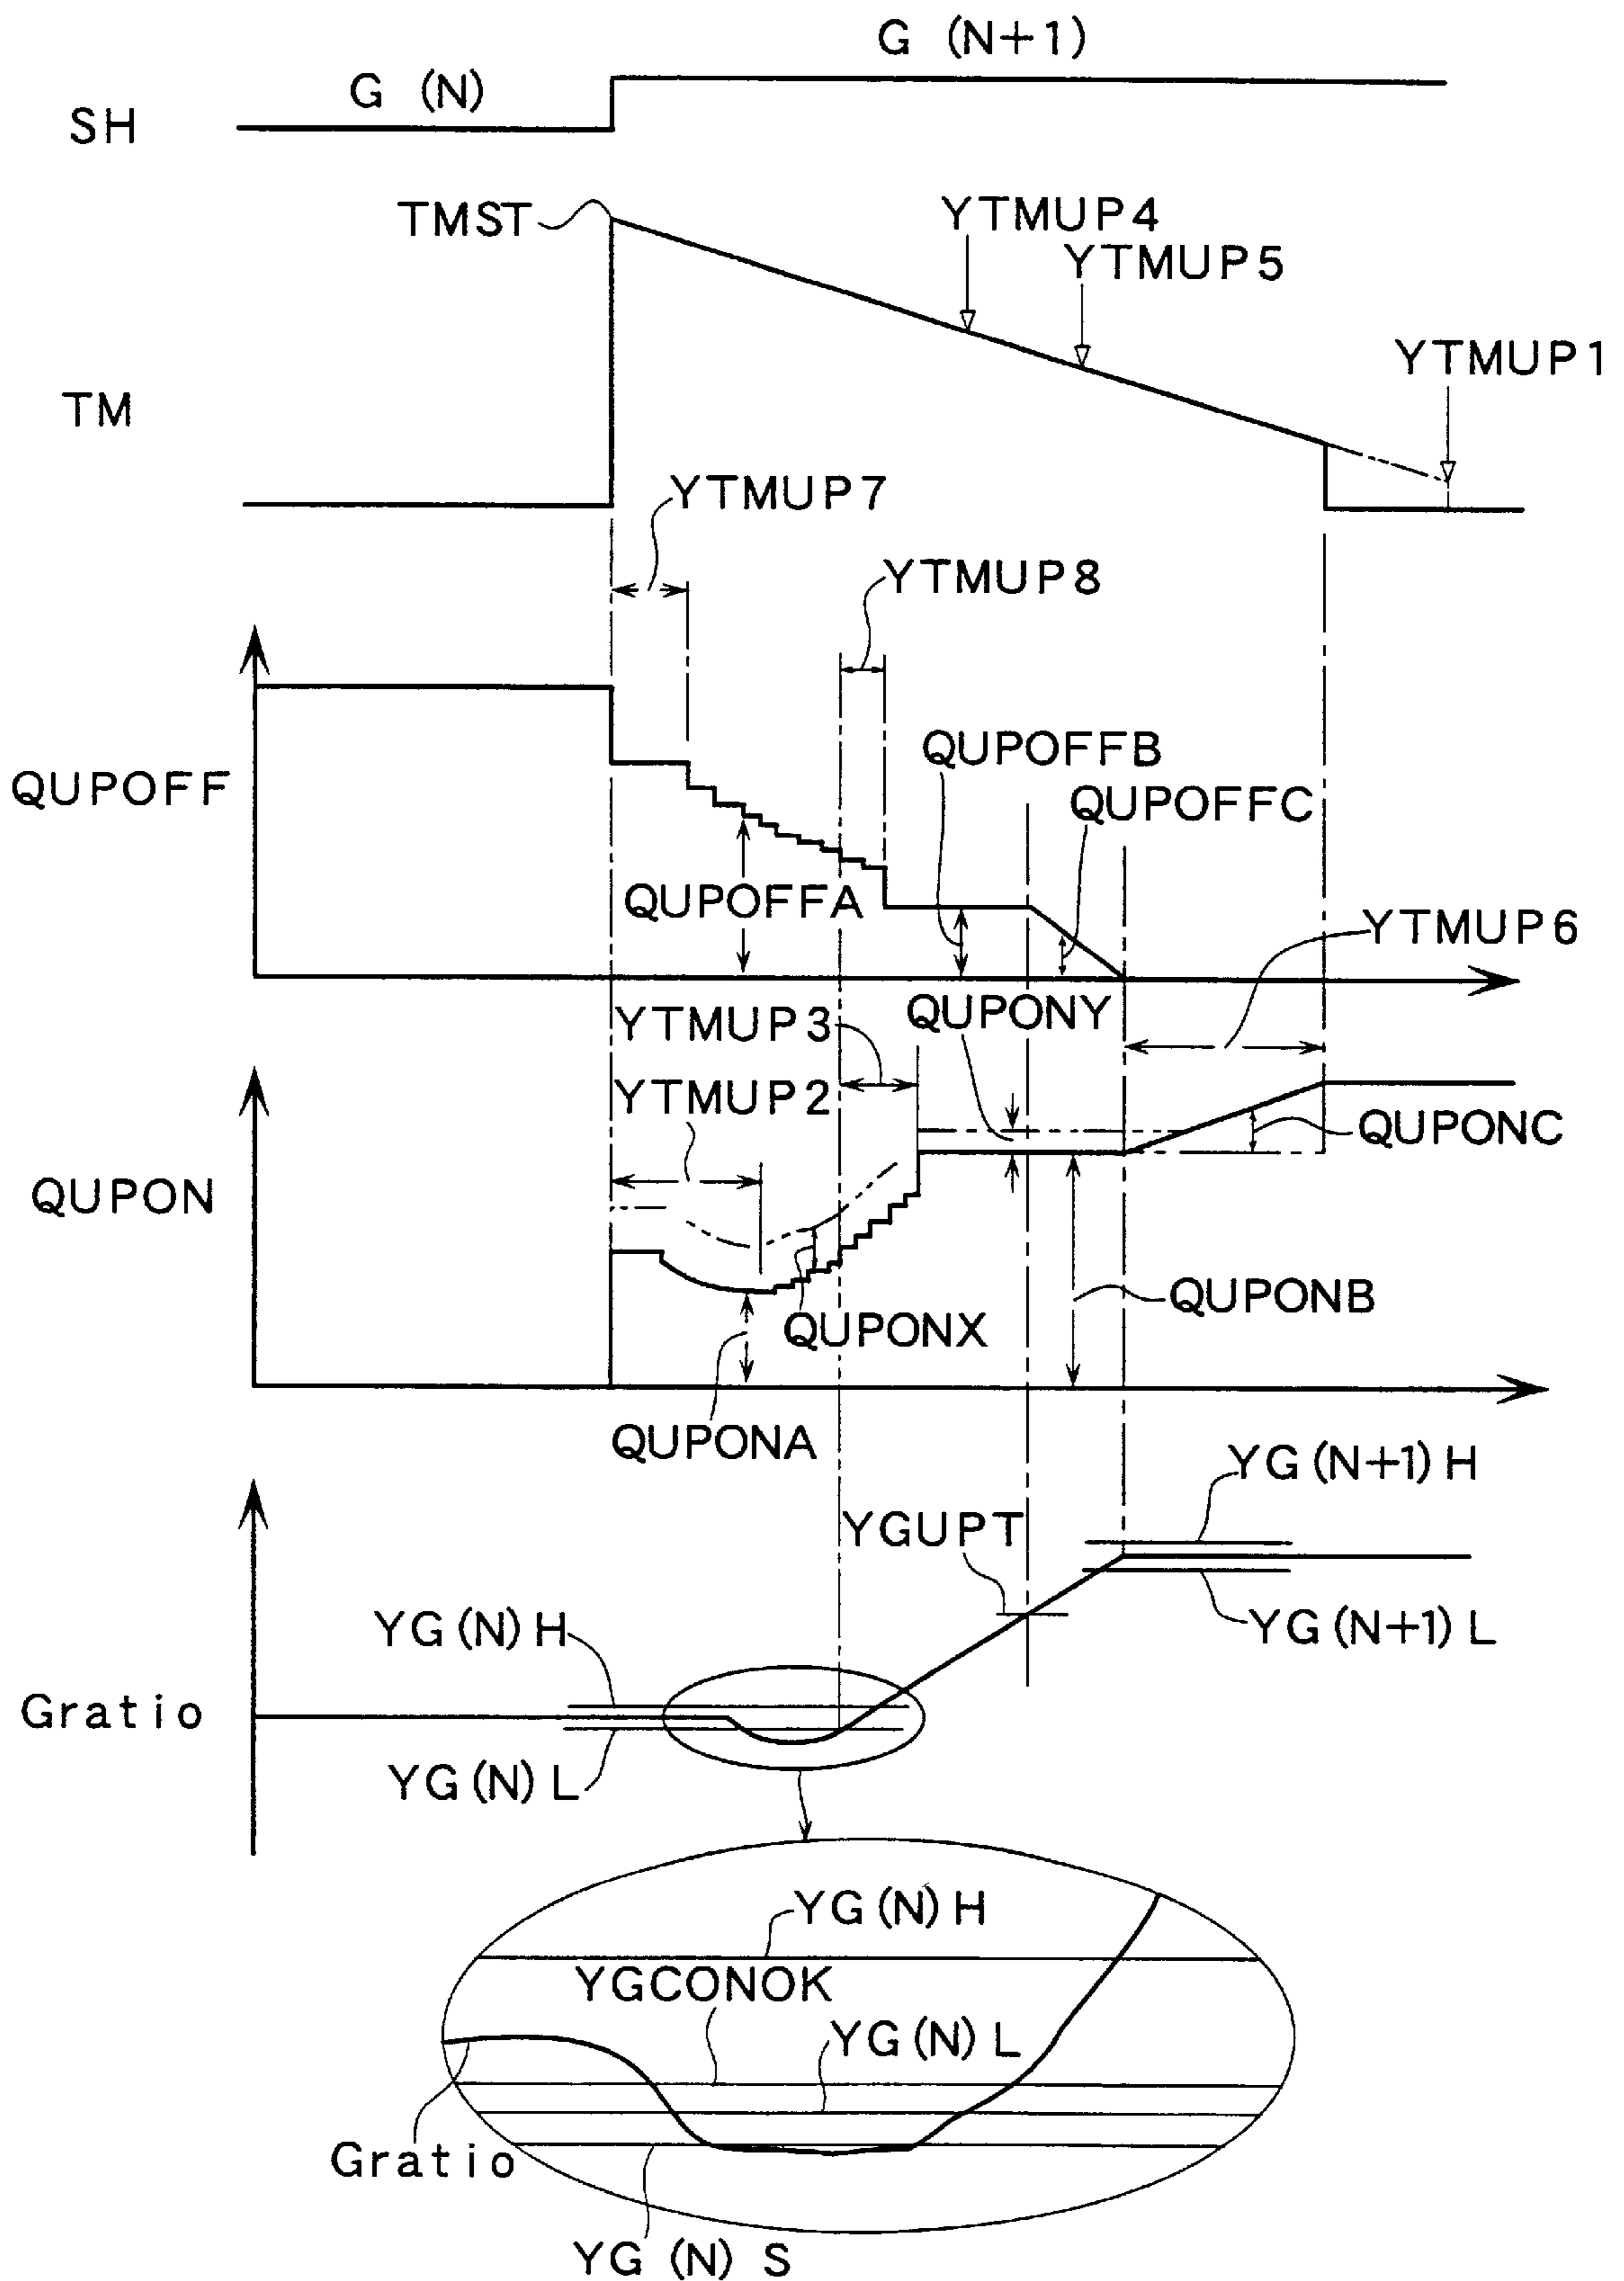 G (N+1)
G (N)
SH
TMST
YTMUP4
YTMUP5
YTMUP1
TM
YTMUP7
YTMUP8
QUPOFFB
QUPOFF
QUPOFFC
QUPOFFA
YTMUP6
QUPONY
YTMUP3
YTMUP2
QUPONC
QUPON
QUPONB
QUPONX
QUPONA
YG (N+1) H
YGUPT
YG (N) H
YG (N+1) L
Gratio
YG (N) L
YG (N) H
YGCONOK
YG (N) L
Gratio
YG (N) S